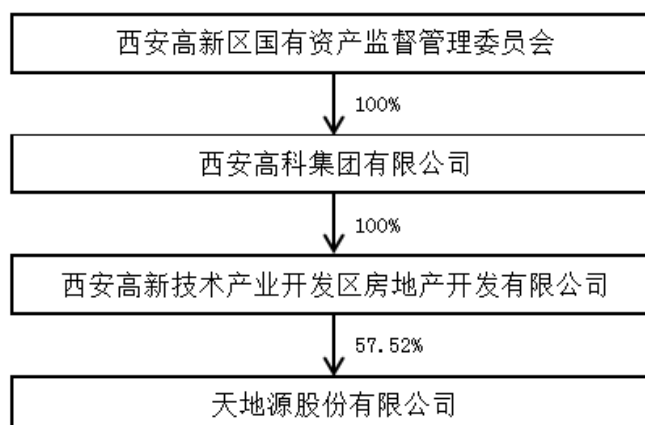 西安高新区国有资产监督管理委员会
100%
西安高科集团有限公司
100%
西安高新技术产业开发区房地产开发有限公司
57.52%
天地源股份有限公司